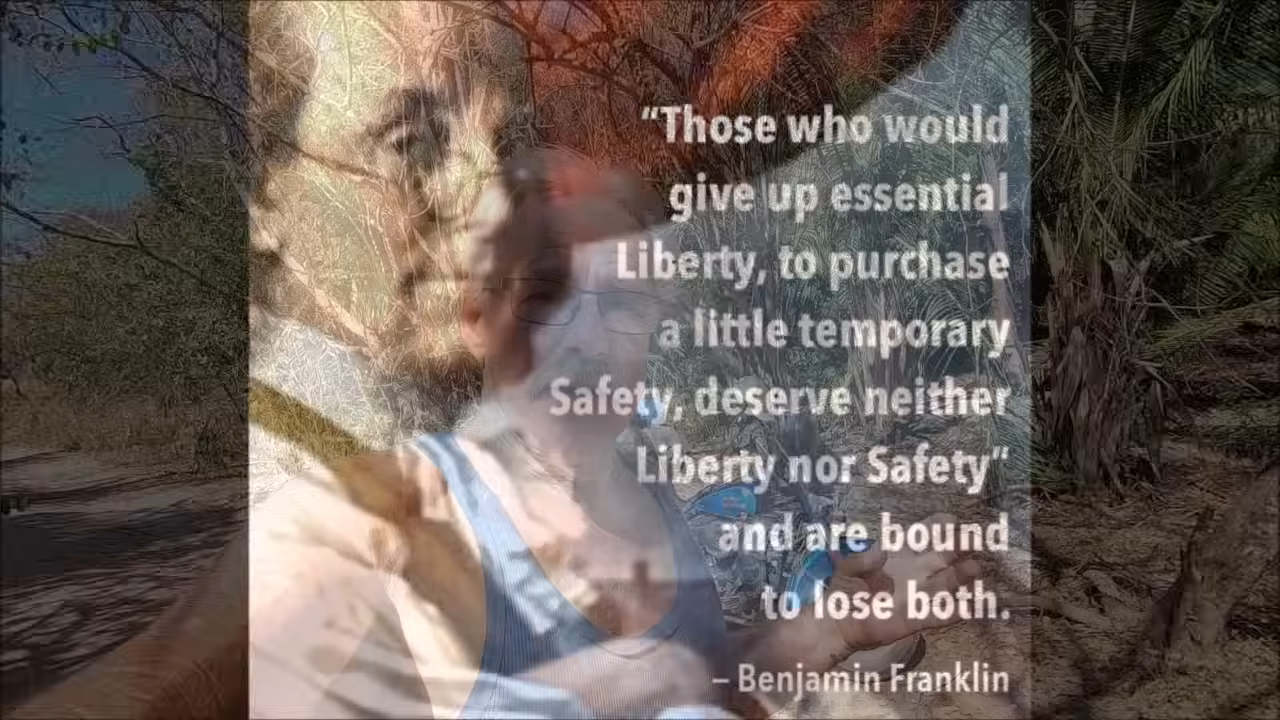 “Those who would
give up essential
Liberty, to purchase
a little temporary
Safety, deserve neither
Liberty nor Safety”
and are bound
to lose both.
– Benjamin Franklin